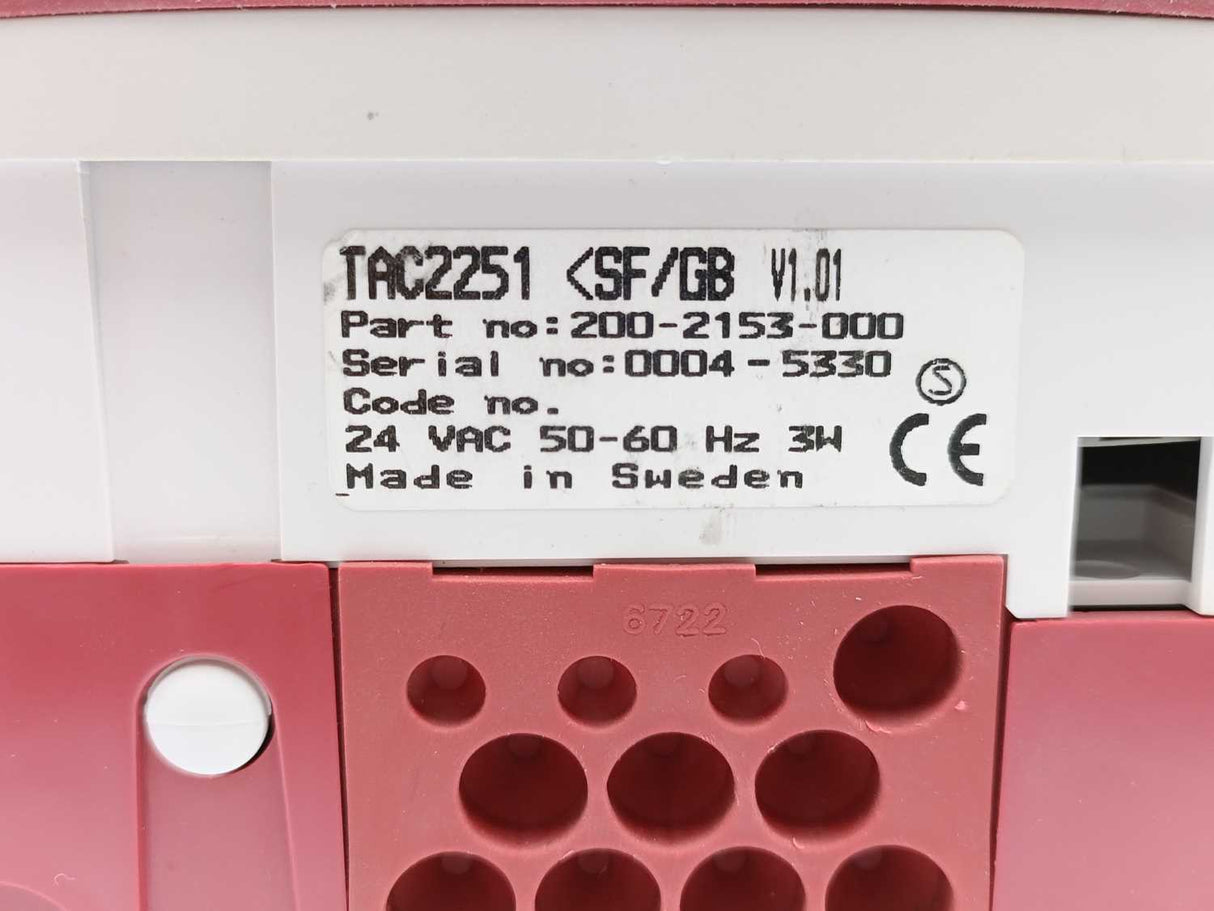 TAC2251 <SF/GB V1.01
Part no:200-2153-000
Serial no:0004-5330
Code no.
24 VAC 50-60 Hz 3W
Made in Sweden
S
CE
6722